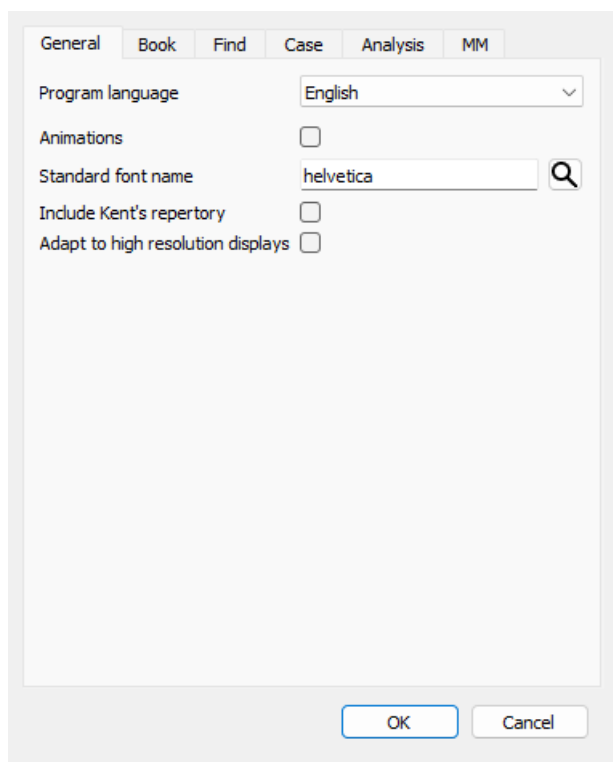 General Book Find Case Analysis MM
Program language English
Animations
Standard font name helvetica
Include Kent's repertory
Adapt to high resolution displays
OK Cancel